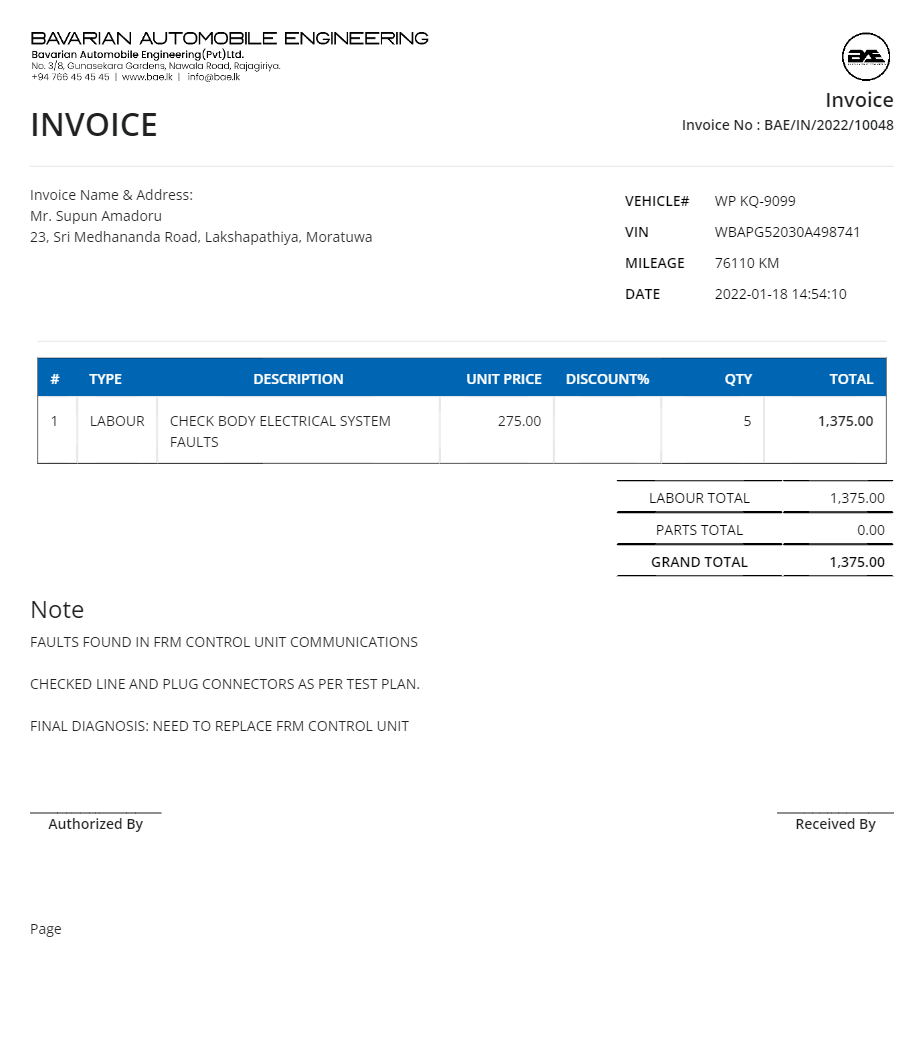 BAVARIAN AUTOMOBILE ENGINEERING
Bavarian Automobile Engineering(Pvt)Ltd.
No. 3/8, Gunasekara Gardens, Nawala Road, Rajagiriya.
+94 766 45 45 45 | www.bae.lk | info@bae.lk
BAE
Invoice
INVOICE
Invoice No : BAE/IN/2022/10048
Invoice Name & Address:
Mr. Supun Amadoru
23, Sri Medhananda Road, Lakshapathiya, Moratuwa
VEHICLE# WP KQ-9099
VIN WBAPG52030A498741
MILEAGE 76110 KM
DATE 2022-01-18 14:54:10
# TYPE DESCRIPTION UNIT PRICE DISCOUNT% QTY TOTAL
1 LABOUR CHECK BODY ELECTRICAL SYSTEM 275.00 5 1,375.00
FAULTS
LABOUR TOTAL 1,375.00
PARTS TOTAL 0.00
GRAND TOTAL 1,375.00
Note
FAULTS FOUND IN FRM CONTROL UNIT COMMUNICATIONS
CHECKED LINE AND PLUG CONNECTORS AS PER TEST PLAN.
FINAL DIAGNOSIS: NEED TO REPLACE FRM CONTROL UNIT
Authorized By Received By
Page